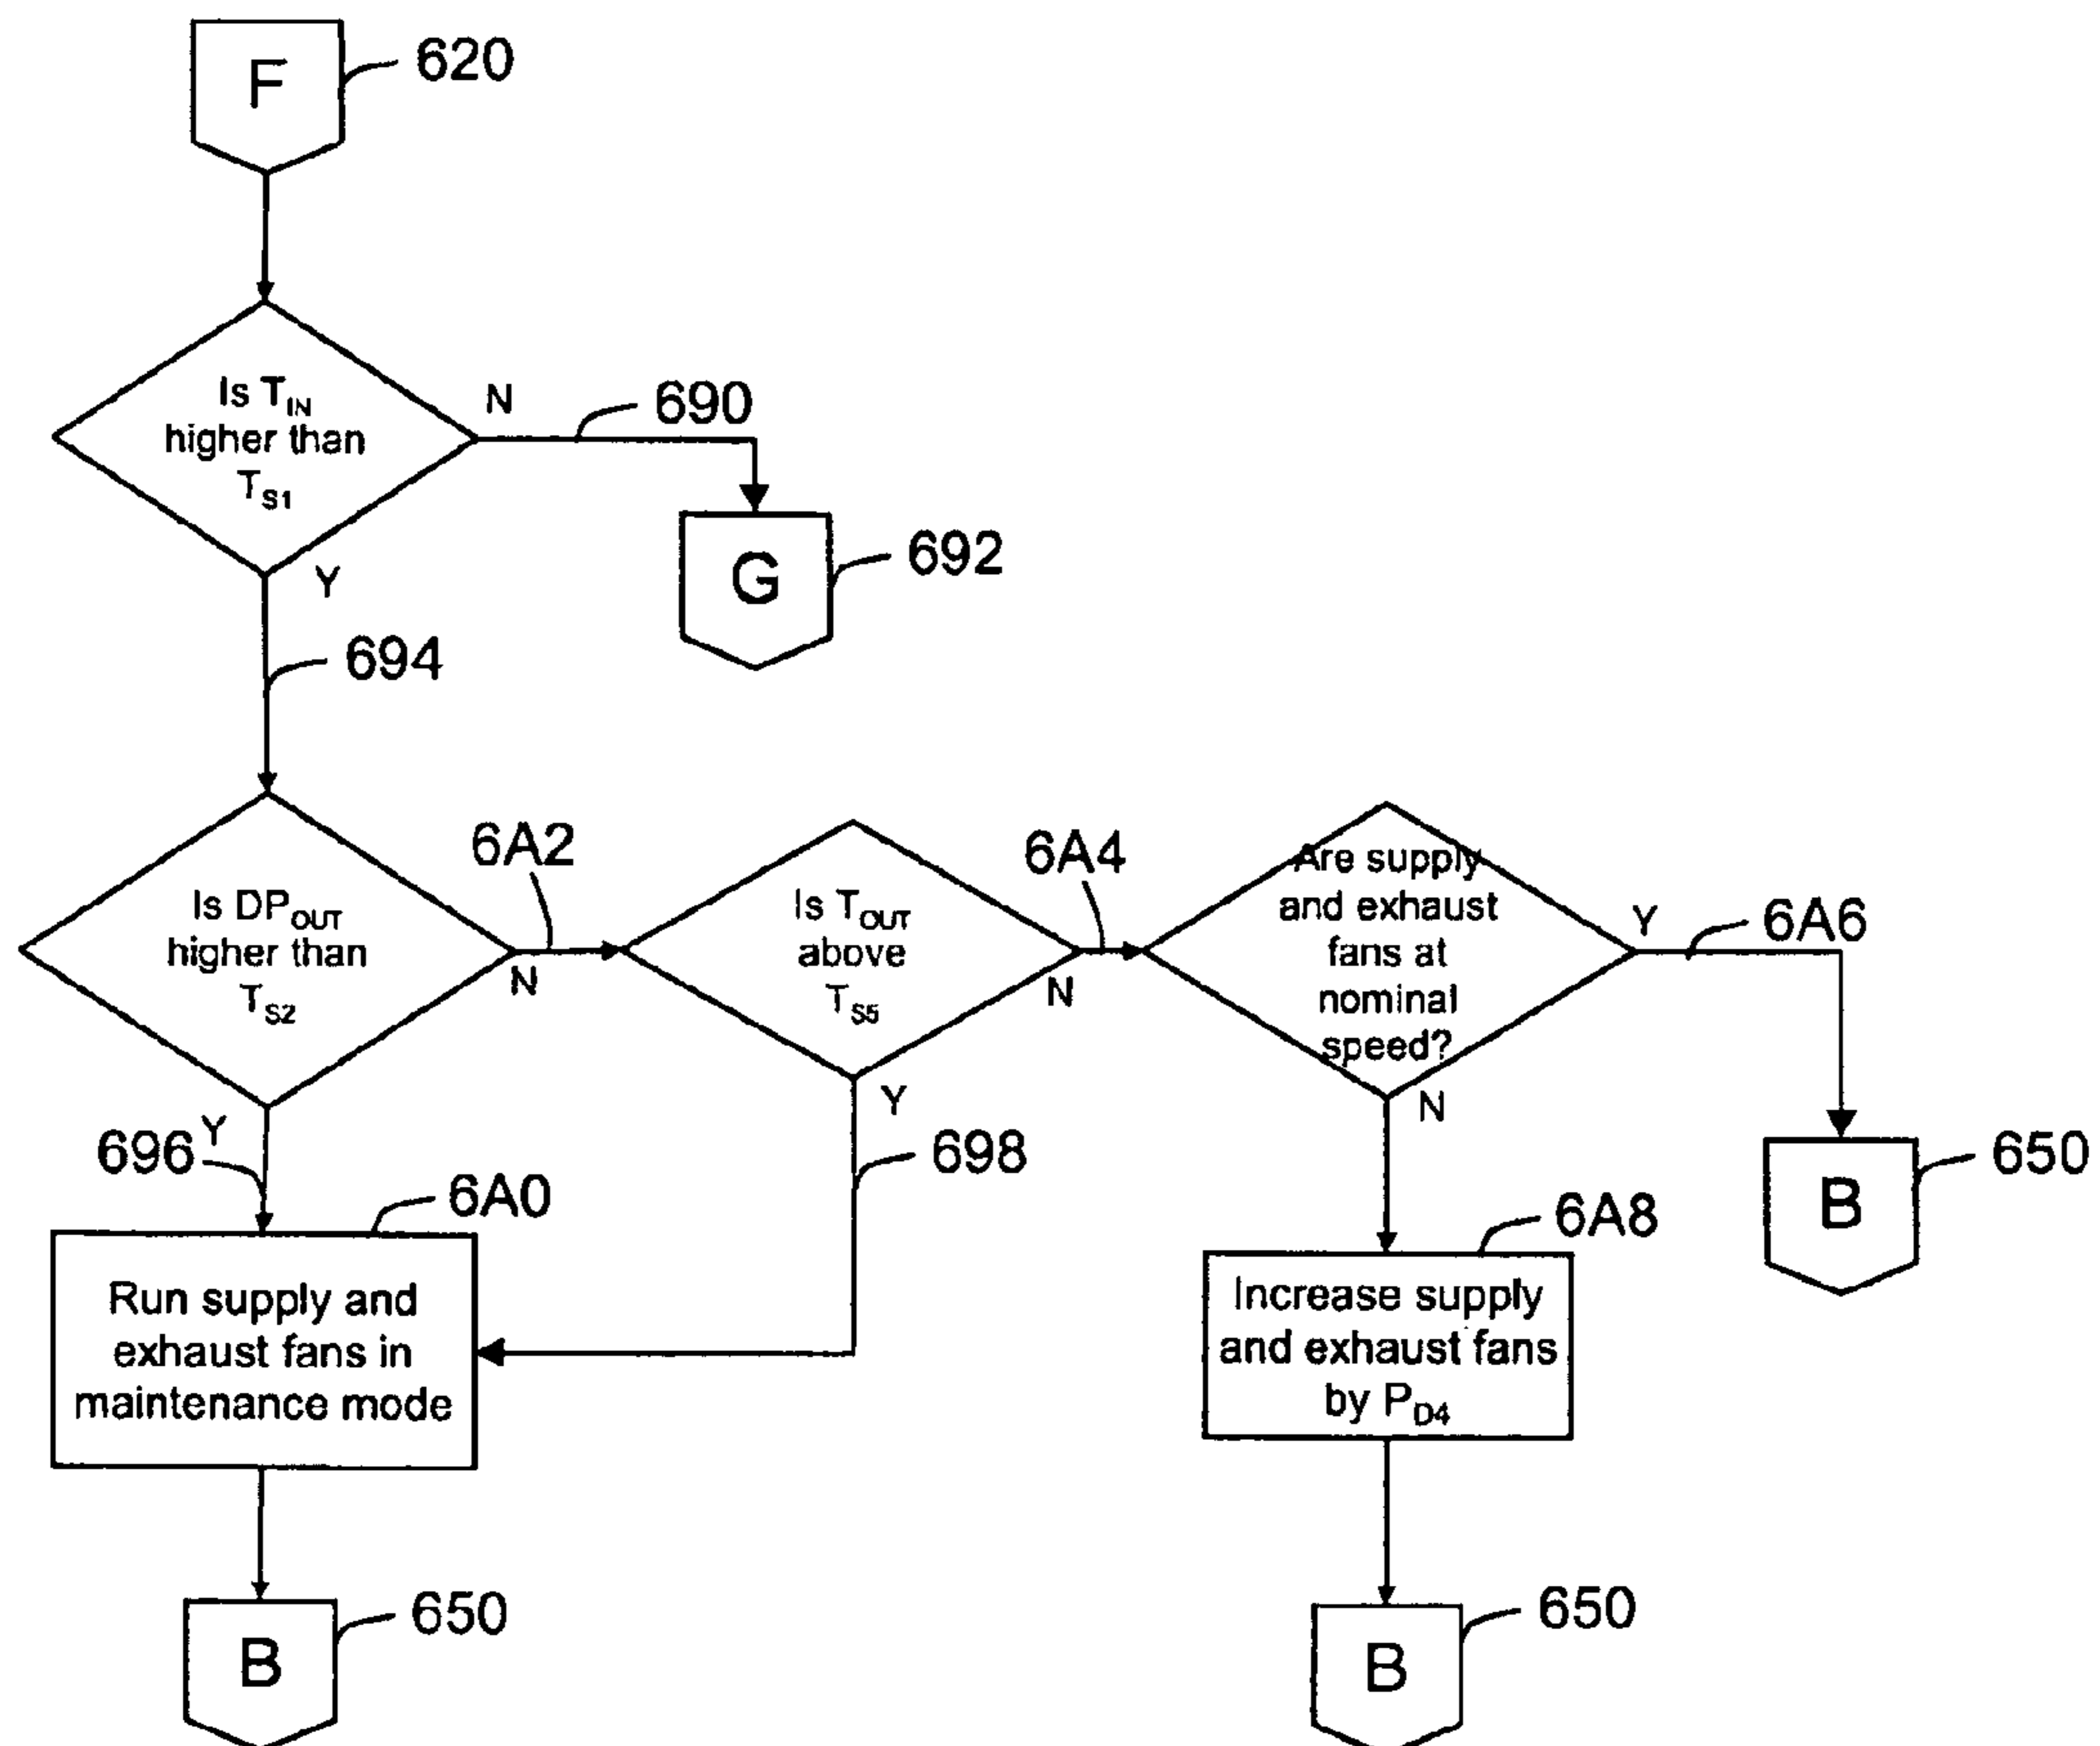 F
620
Is T_IN
higher than
T_S1
N
690
G
692
Y
694
Is DP_OUT
higher than
T_S2
6A2
N
Is T_OUT
above
T_S5
6A4
N
Are supply
and exhaust
fans at
nominal
speed?
Y
6A6
B
650
Y
696
6A0
Run supply and
exhaust fans in
maintenance mode
Y
698
N
6A8
Increase supply
and exhaust fans
by P_D4
B
650
B
650